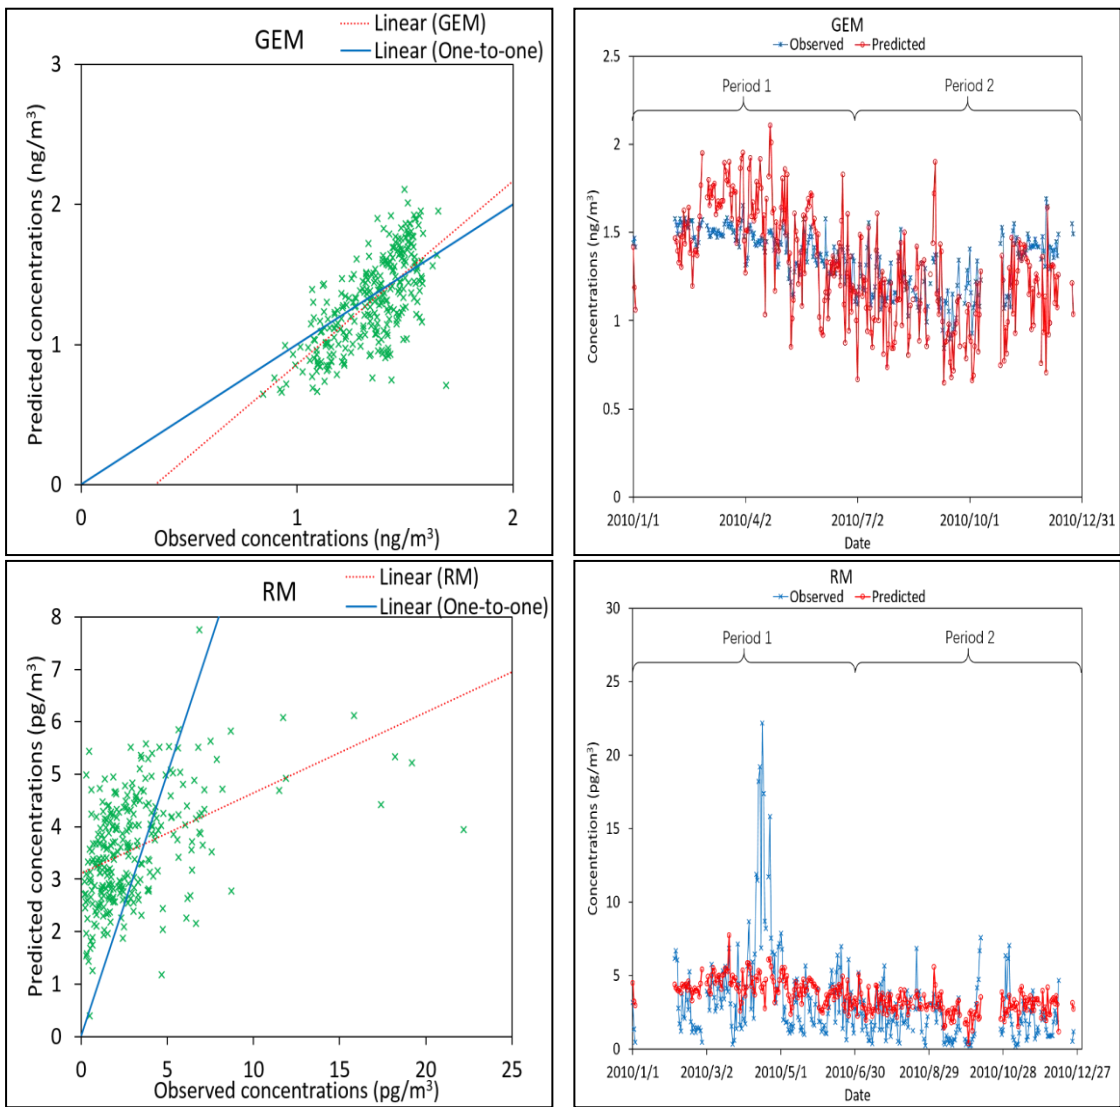 GEM
Linear (GEM)
Linear (One-to-one)
Predicted concentrations (ng/m³)
3
2
1
0
0 1 2
Observed concentrations (ng/m³)
GEM
Observed Predicted
Concentrations (ng/m³)
2.5
Period 1 Period 2
2
1.5
1
0.5
0
2010/1/1 2010/4/2 2010/7/2 2010/10/1 2010/12/31
Date
RM
Linear (RM)
Linear (One-to-one)
Predicted concentrations (pg/m³)
8
7
6
5
4
3
2
1
0
0 5 10 15 20 25
Observed concentrations (pg/m³)
RM
Observed Predicted
Concentrations (pg/m³)
30
Period 1 Period 2
25
20
15
10
5
0
2010/1/1 2010/3/2 2010/5/1 2010/6/30 2010/8/29 2010/10/28 2010/12/27
Date